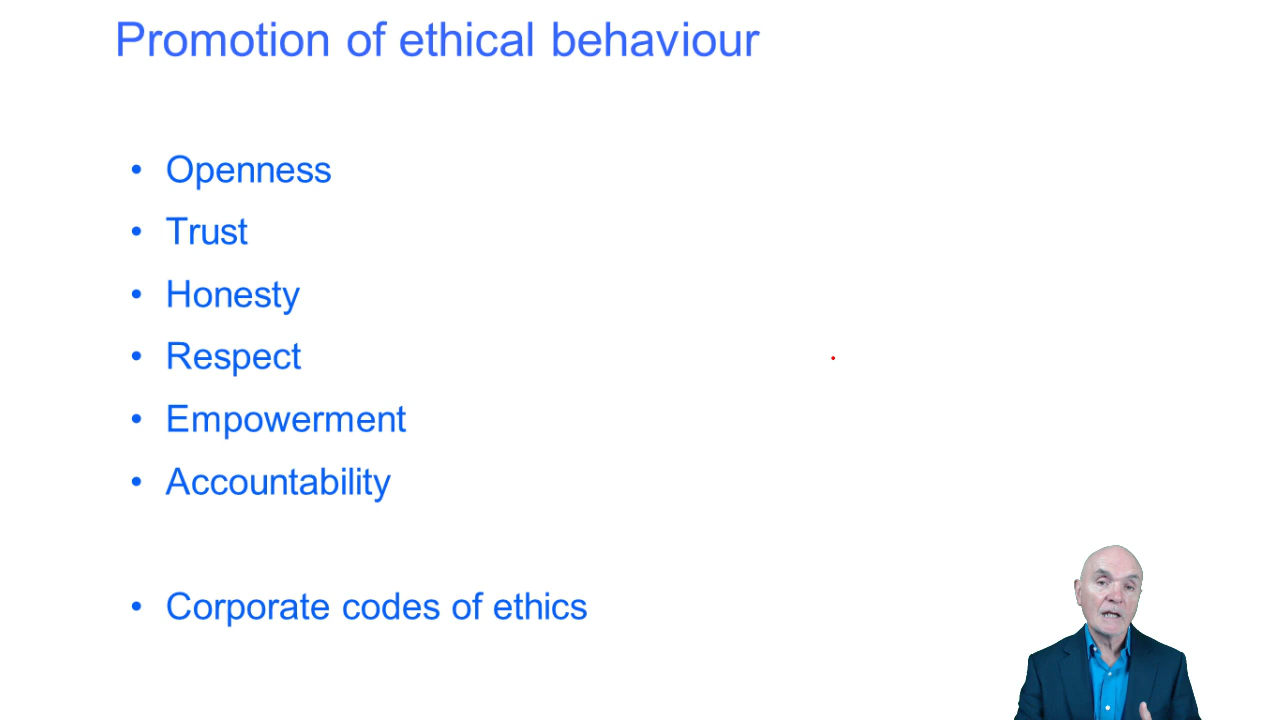 Promotion of ethical behaviour
• Openness
• Trust
• Honesty
• Respect
• Empowerment
• Accountability
• Corporate codes of ethics